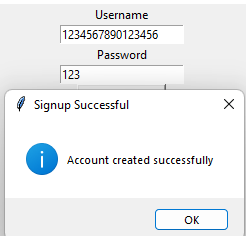 Username
1234567890123456
Password
123
Signup Successful
Account created successfully
OK